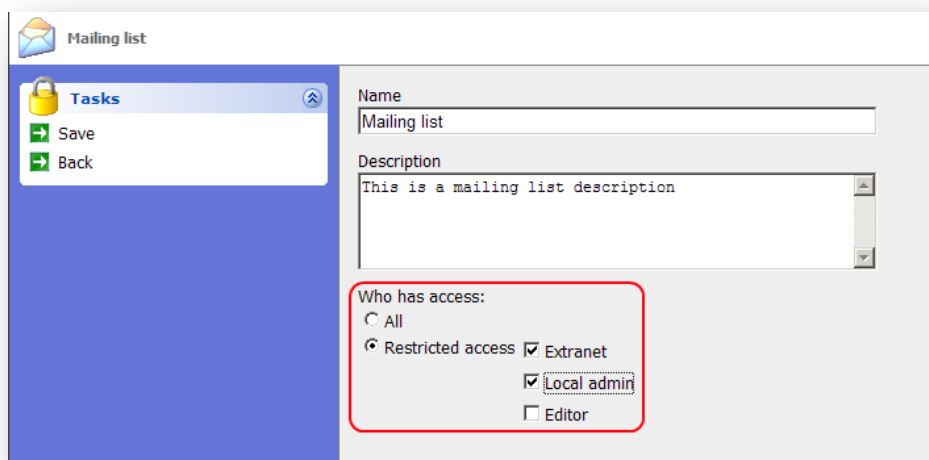 Mailing list
Tasks
Save
Back
Name
Mailing list
Description
This is a mailing list description
Who has access:
All
Restricted access Extranet
Local admin
Editor